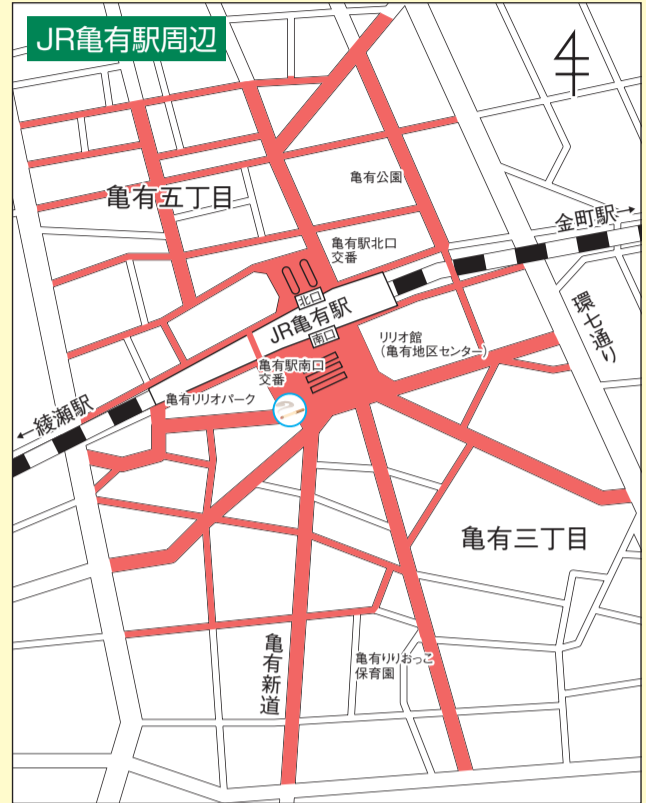 JR亀有駅周辺
亀有公園
亀有五丁目
金町駅→
亀有駅北口
交番
北口
JR亀有駅
南口
環七通り
リリオ館
(亀有地区センター)
亀有駅南口
交番
亀有リリオパーク
←綾瀬駅
亀有三丁目
亀有新道
亀有りりおっこ
保育園